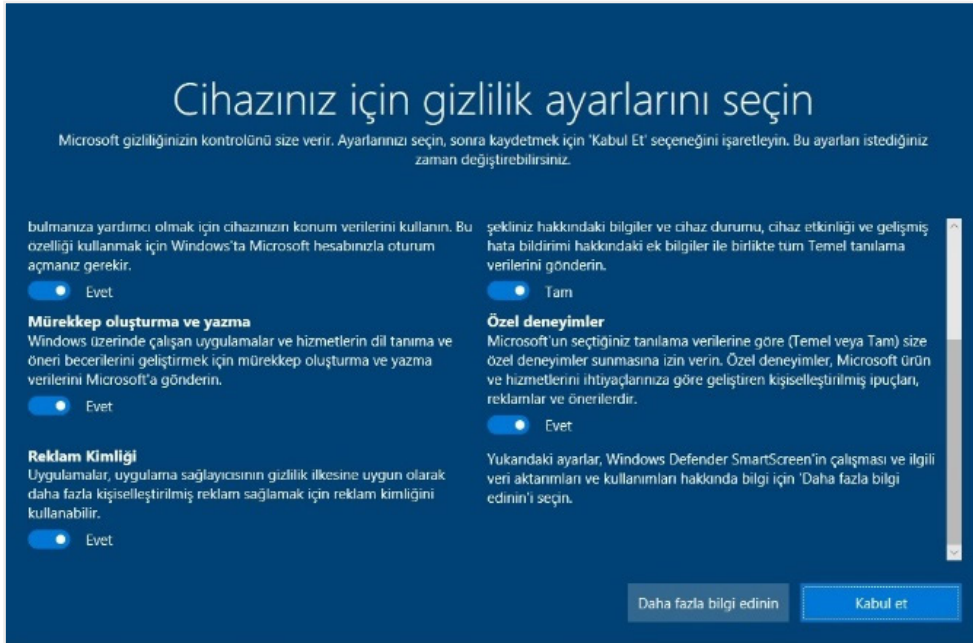 Cihazınız için gizlilik ayarlarını seçin
Microsoft gizliliğinizin kontrolünü size verir. Ayarlarınızı seçin, sonra kaydetmek için 'Kabul Et' seçeneğini işaretleyin. Bu ayarları istediğiniz
zaman değiştirebilirsiniz.
bulmanıza yardımcı olmak için cihazınızın konum verilerini kullanın. Bu
özelliği kullanmak için Windows'ta Microsoft hesabınızla oturum
açmanız gerekir.
Evet
Mürekkep oluşturma ve yazma
Windows üzerinde çalışan uygulamalar ve hizmetlerin dil tanıma ve
öneri becerilerini geliştirmek için mürekkep oluşturma ve yazma
verilerini Microsoft'a gönderin.
Evet
Reklam Kimliği
Uygulamalar, uygulama sağlayıcısının gizlilik ilkesine uygun olarak
daha fazla kişiselleştirilmiş reklam sağlamak için reklam kimliğini
kullanabilir.
Evet
şekliniz hakkındaki bilgiler ve cihaz durumu, cihaz etkinliği ve gelişmiş
hata bildirimi hakkındaki ek bilgiler ile birlikte tüm Temel tanılama
verilerini gönderin.
Tam
Özel deneyimler
Microsoft'un seçtiğiniz tanılama verilerine göre (Temel veya Tam) size
özel deneyimler sunmasına izin verin. Özel deneyimler, Microsoft ürün
ve hizmetlerini ihtiyaçlarınıza göre geliştiren kişiselleştirilmiş ipuçları,
reklamlar ve önerilerdir.
Evet
Yukarıdaki ayarlar, Windows Defender SmartScreen'in çalışması ve ilgili
veri aktarımları ve kullanımları hakkında bilgi için 'Daha fazla bilgi
edinin'i seçin.
Daha fazla bilgi edinin
Kabul et